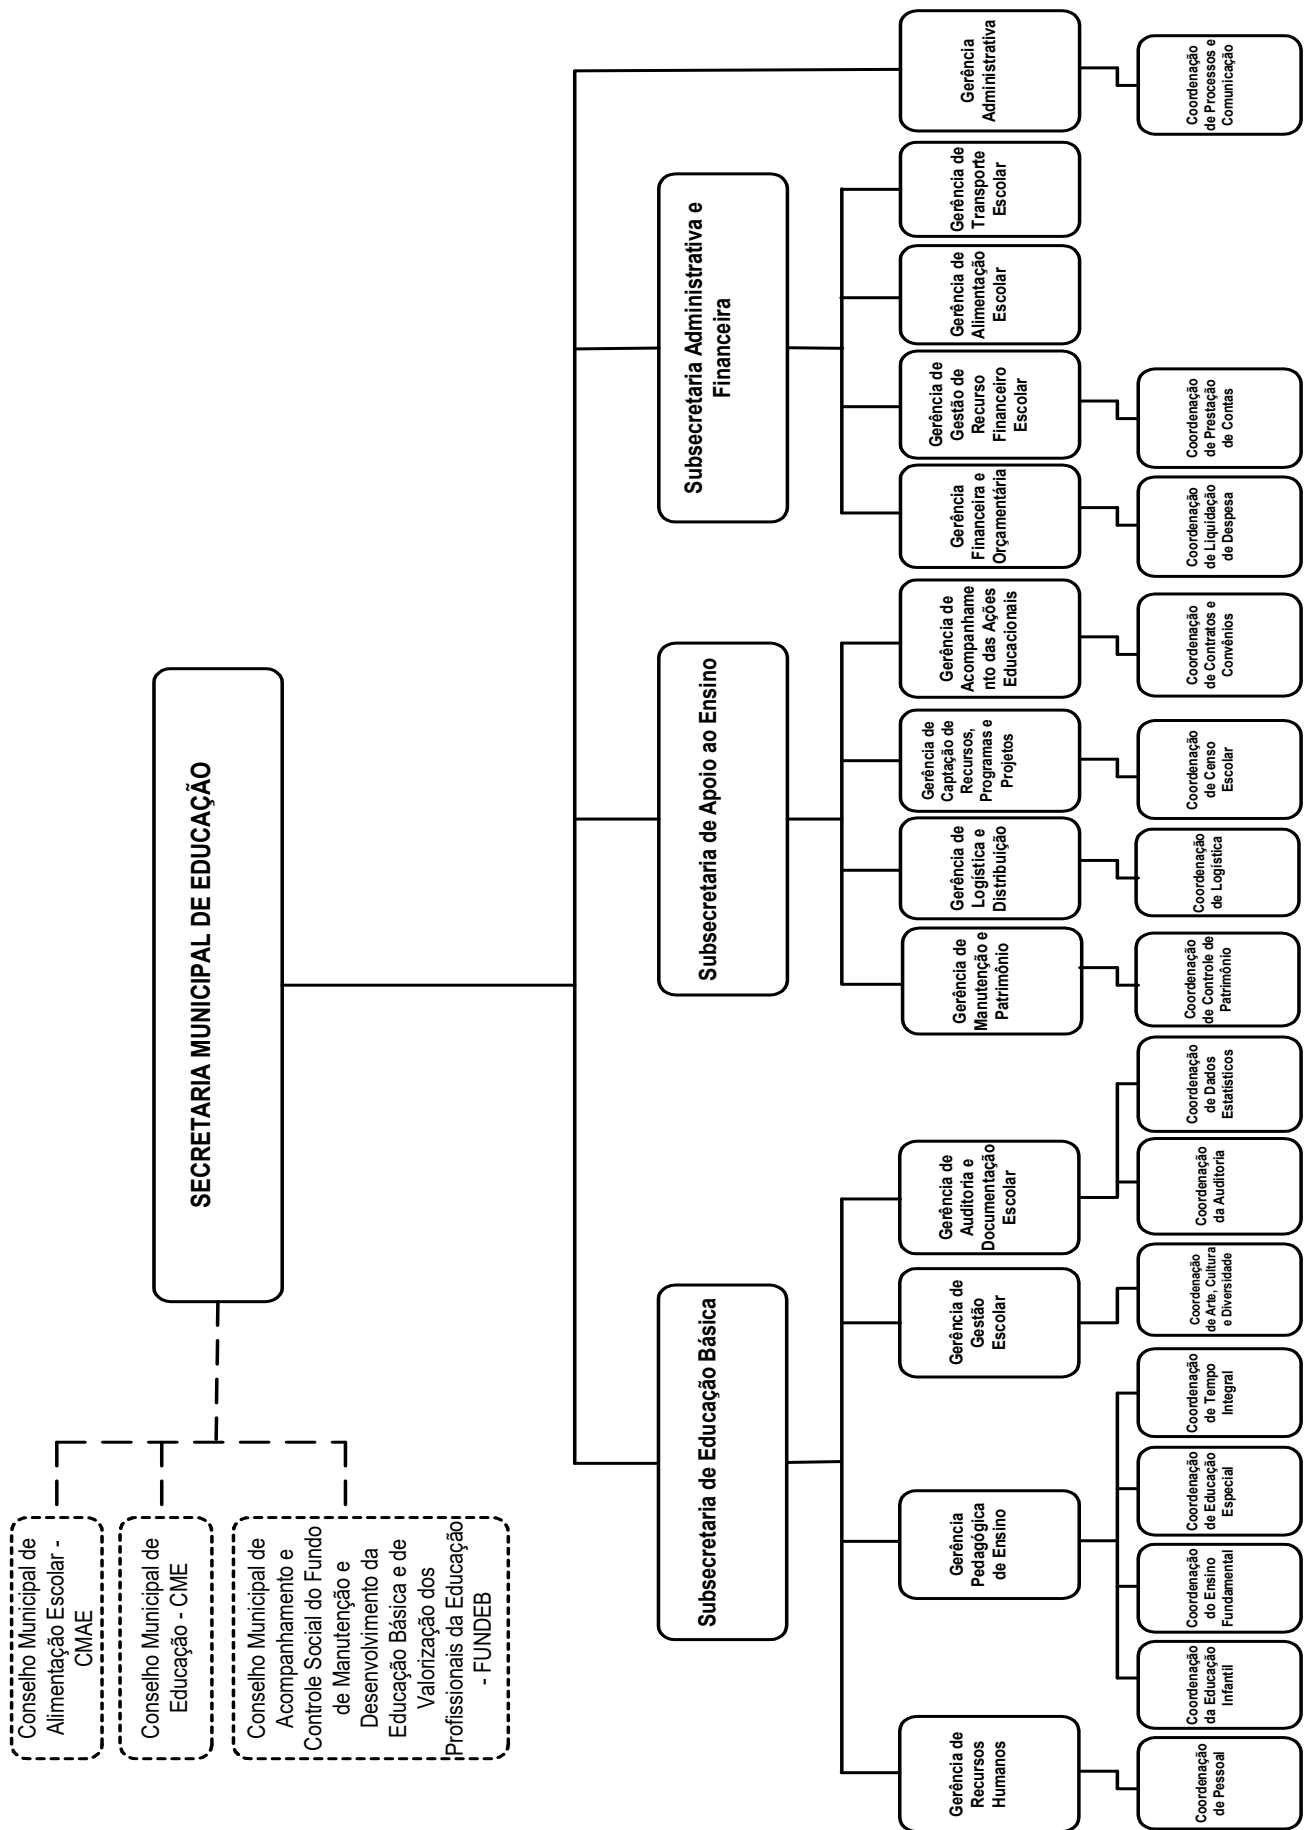 Conselho Municipal de
Alimentação Escolar -
CMAE
Conselho Municipal de
Educação - CME
Conselho Municipal de
Acompanhamento e
Controle Social do Fundo
de Manutenção e
Desenvolvimento da
Educação Básica e de
Valorização dos
Profissionais da Educação
- FUNDEB
SECRETARIA MUNICIPAL DE EDUCAÇÃO
Subsecretaria de Educação Básica
Subsecretaria de Apoio ao Ensino
Subsecretaria Administrativa e
Financeira
Gerência de
Recursos
Humanos
Gerência
Pedagógica
de Ensino
Gerência de
Gestão
Escolar
Gerência de
Auditoria e
Documentação
Escolar
Gerência de
Manutenção e
Patrimônio
Gerência de
Logística e
Distribuição
Gerência de
Captação de
Recursos,
Programas e
Projetos
Gerência de
Acompanhame
nto das Ações
Educacionais
Gerência
Financeira e
Orçamentária
Gerência de
Gestão de
Recurso
Financeiro
Escolar
Gerência de
Alimentação
Escolar
Gerência de
Transporte
Escolar
Gerência
Administrativa
Coordenação
de Pessoal
Coordenação
da Educação
Infantil
Coordenação
do Ensino
Fundamental
Coordenação
de Educação
Especial
Coordenação
de Tempo
Integral
Coordenação
de Arte, Cultura
e Diversidade
Coordenação
da Auditoria
Coordenação
de Dados
Estatísticos
Coordenação
de Controle de
Patrimônio
Coordenação
de Logística
Coordenação
de Censo
Escolar
Coordenação
de Contratos e
Convênios
Coordenação
de Liquidação
de Despesa
Coordenação
de Prestação
de Contas
Coordenação
de Processos e
Comunicação